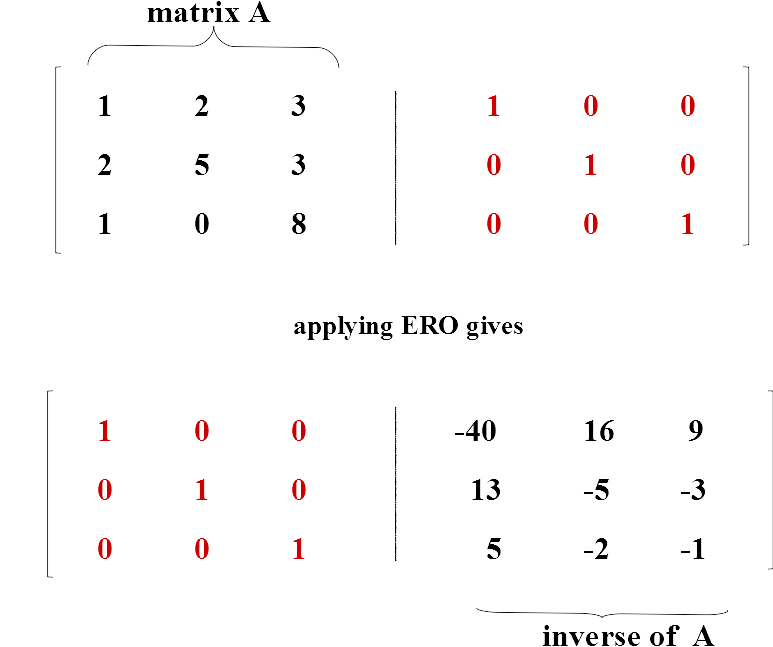 matrix A
1 2 3 1 0 0
2 5 3 0 1 0
1 0 8 0 0 1
applying ERO gives
1 0 0 -40 16 9
0 1 0 13 -5 -3
0 0 1 5 -2 -1
inverse of A